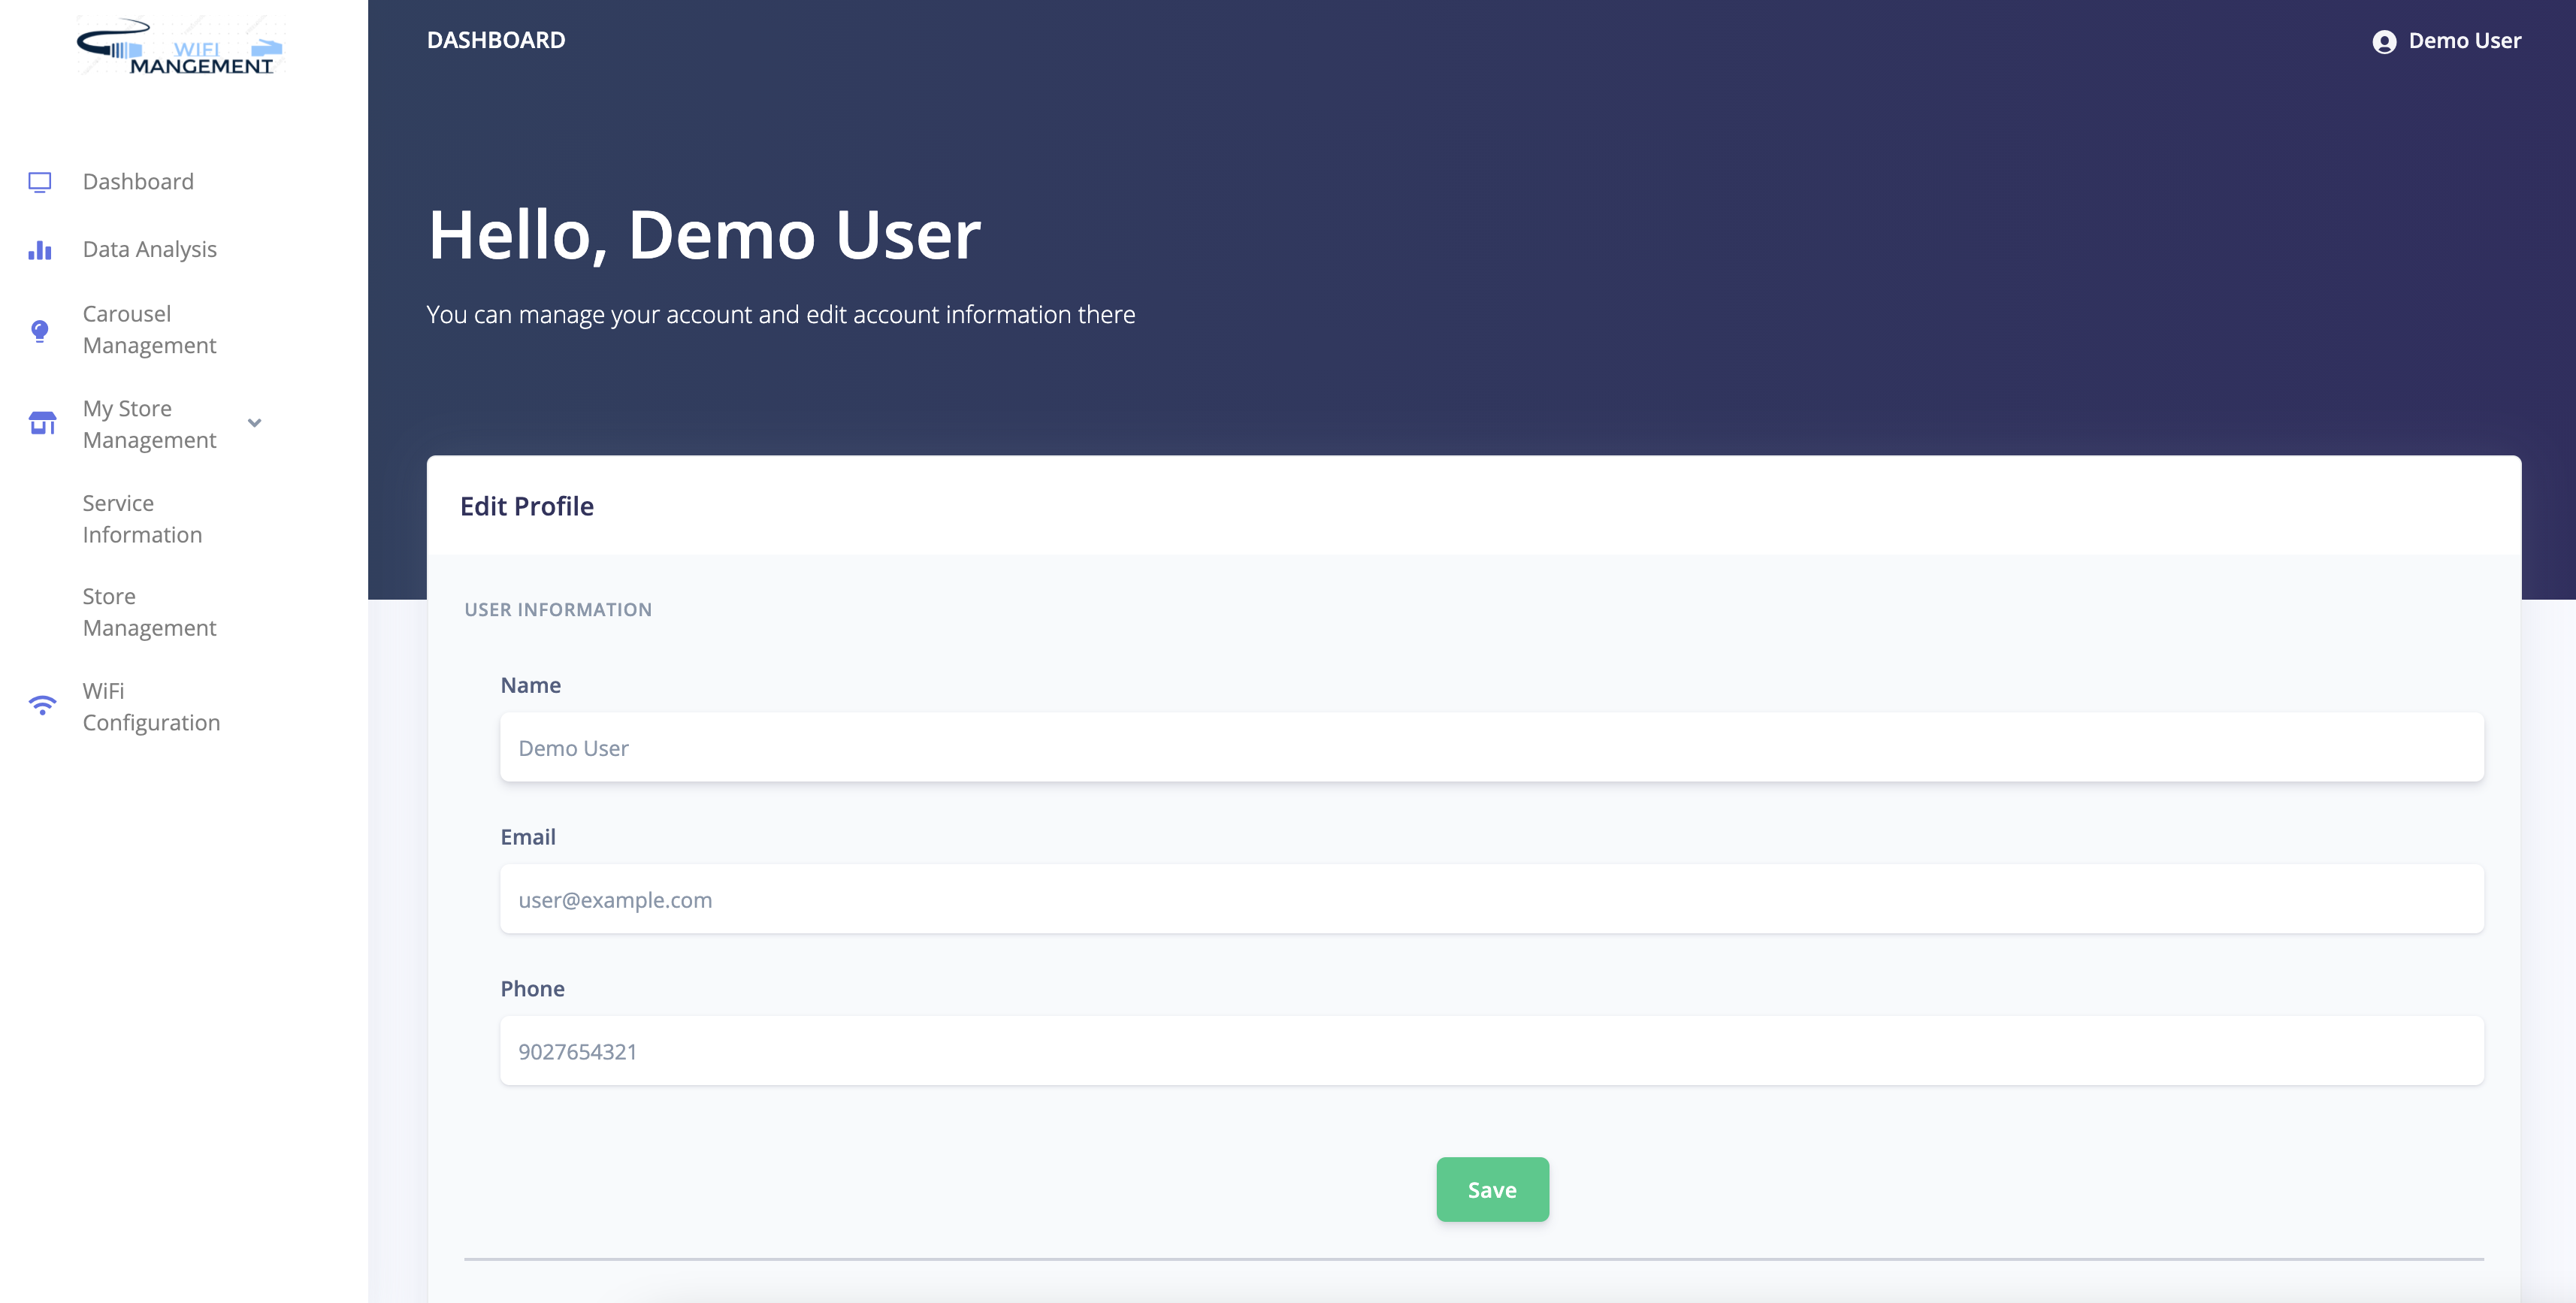 WIFI
MANGEMENT
Dashboard
Data Analysis
Carousel
Management
My Store
Management
Service
Information
Store
Management
WiFi
Configuration
DASHBOARD
Demo User
Hello, Demo User
You can manage your account and edit account information there
Edit Profile
USER INFORMATION
Name
Demo User
Email
user@example.com
Phone
9027654321
Save